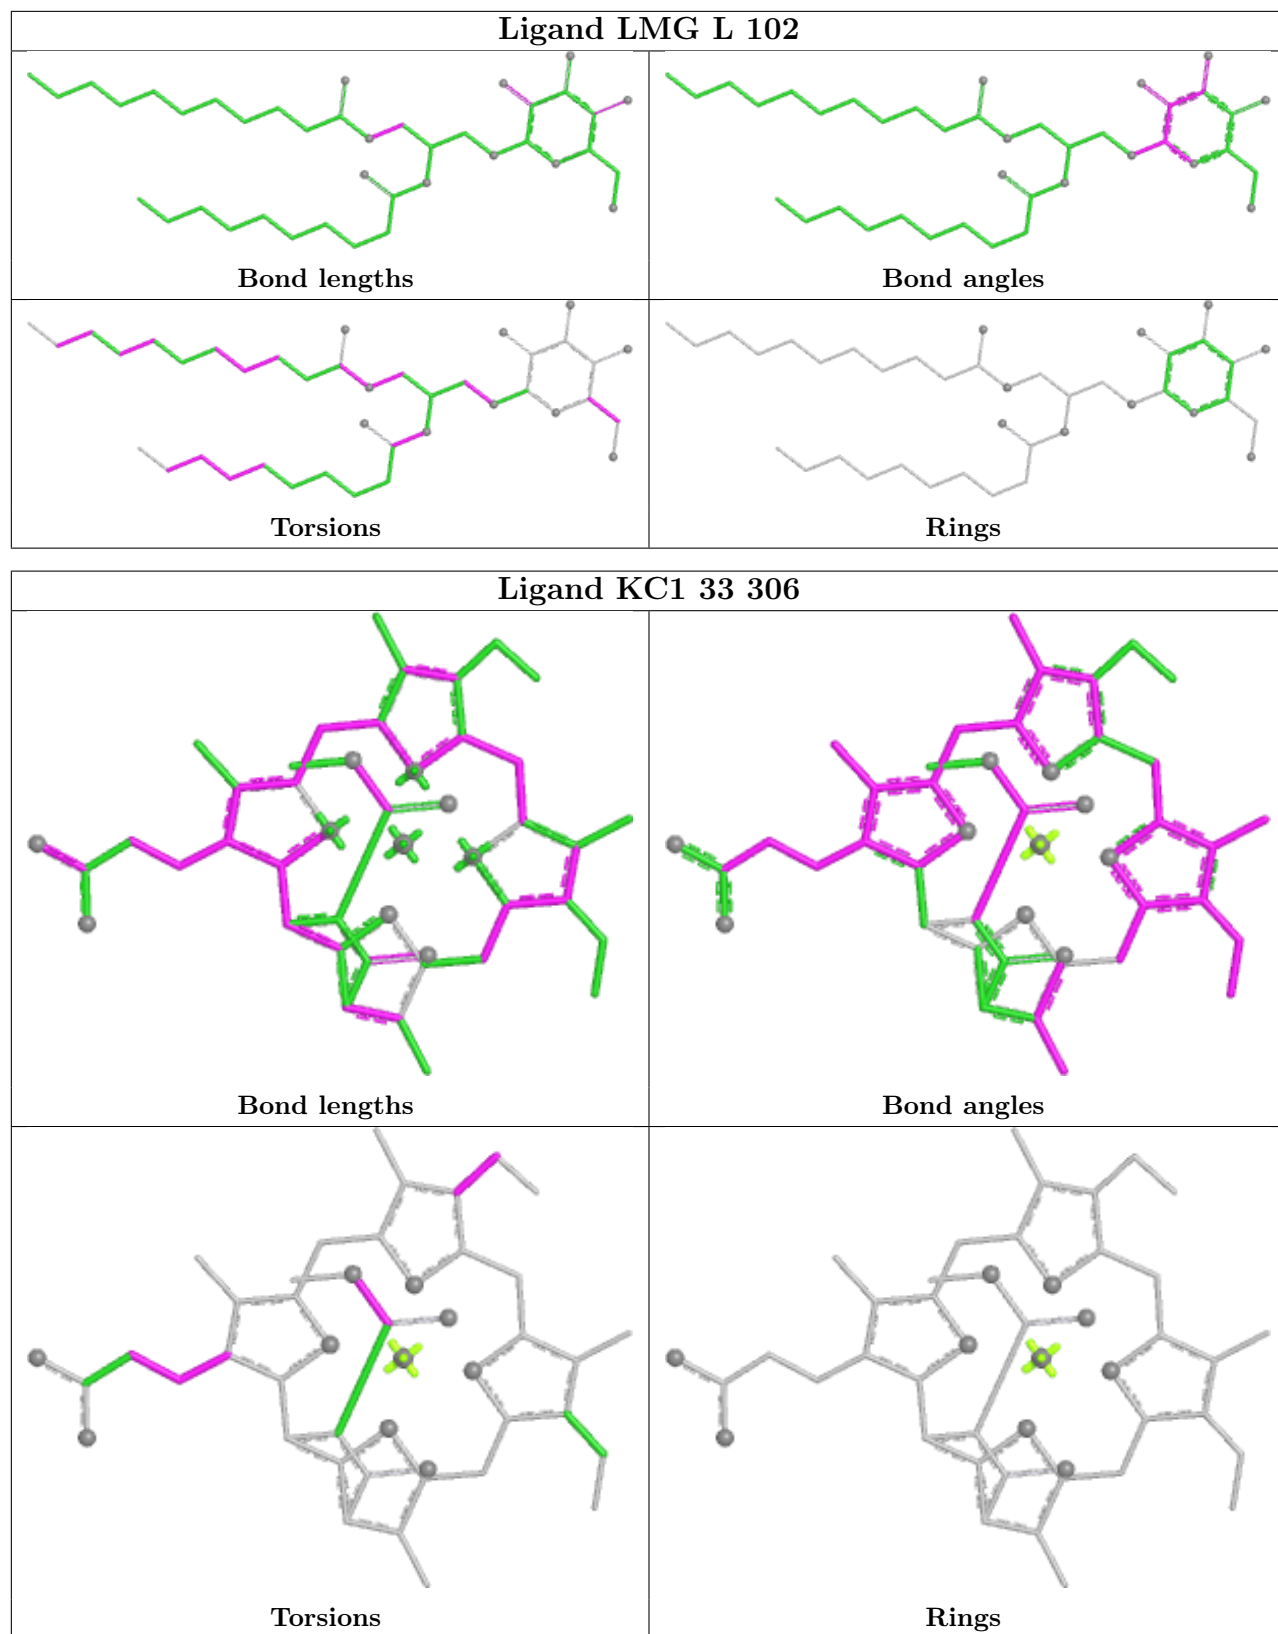 Ligand LMG L 102
Bond lengths
Bond angles
Torsions
Rings
Ligand KC1 33 306
Bond lengths
Bond angles
Torsions
Rings